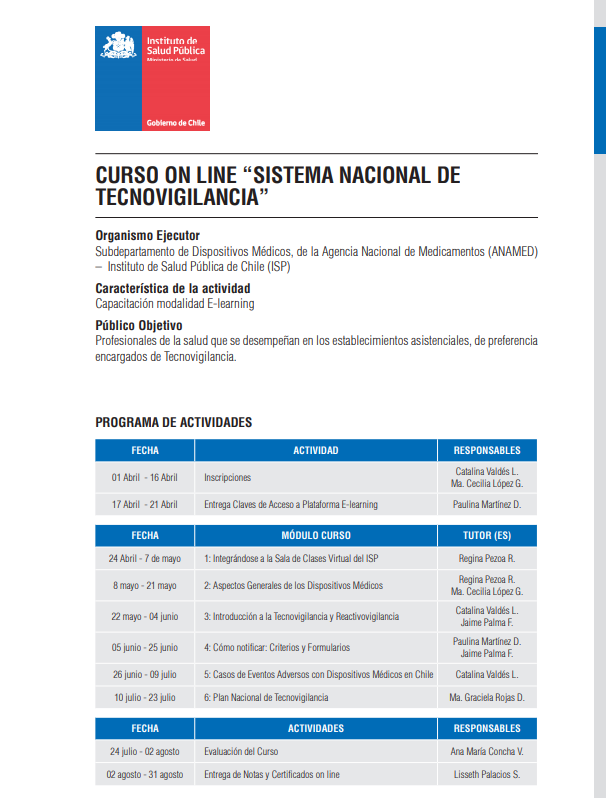 Instituto de
Salud Pública
Ministerio de Salud
Gobierno de Chile
CURSO ON LINE “SISTEMA NACIONAL DE
TECNOVIGILANCIA”
Organismo Ejecutor
Subdepartamento de Dispositivos Médicos, de la Agencia Nacional de Medicamentos (ANAMED)
– Instituto de Salud Pública de Chile (ISP)
Característica de la actividad
Capacitación modalidad E-learning
Público Objetivo
Profesionales de la salud que se desempeñan en los establecimientos asistenciales, de preferencia
encargados de Tecnovigilancia.
PROGRAMA DE ACTIVIDADES
FECHA ACTIVIDAD RESPONSABLES
01 Abril - 16 Abril Inscripciones Catalina Valdés L.
Ma. Cecilia López G.
17 Abril - 21 Abril Entrega Claves de Acceso a Plataforma E-learning Paulina Martínez D.
FECHA MÓDULO CURSO TUTOR (ES)
24 Abril - 7 de mayo 1: Integrándose a la Sala de Clases Virtual del ISP Regina Pezoa R.
8 mayo - 21 mayo 2: Aspectos Generales de los Dispositivos Médicos Regina Pezoa R.
Ma. Cecilia López G.
22 mayo - 04 junio 3: Introducción a la Tecnovigilancia y Reactivovigilancia Catalina Valdés L.
Jaime Palma F.
05 junio - 25 junio 4: Cómo notificar: Criterios y Formularios Paulina Martínez D.
Jaime Palma F.
26 junio - 09 julio 5: Casos de Eventos Adversos con Dispositivos Médicos en Chile Catalina Valdés L.
10 julio - 23 julio 6: Plan Nacional de Tecnovigilancia Ma. Graciela Rojas D.
FECHA ACTIVIDADES RESPONSABLES
24 julio - 02 agosto Evaluación del Curso Ana María Concha V.
02 agosto - 31 agosto Entrega de Notas y Certificados on line Lisseth Palacios S.